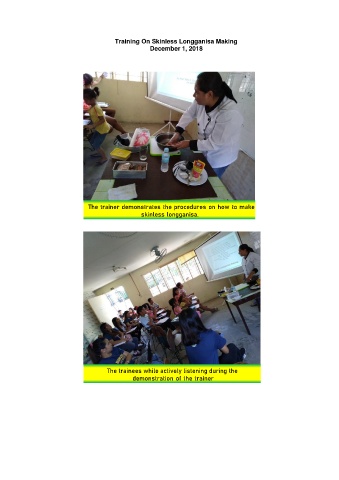 Training On Skinless Longganisa Making
December 1, 2018
The trainer demonstrates the procedures on how to make
skinless longganisa.
The trainees while actively listening during the
demonstration of the trainer